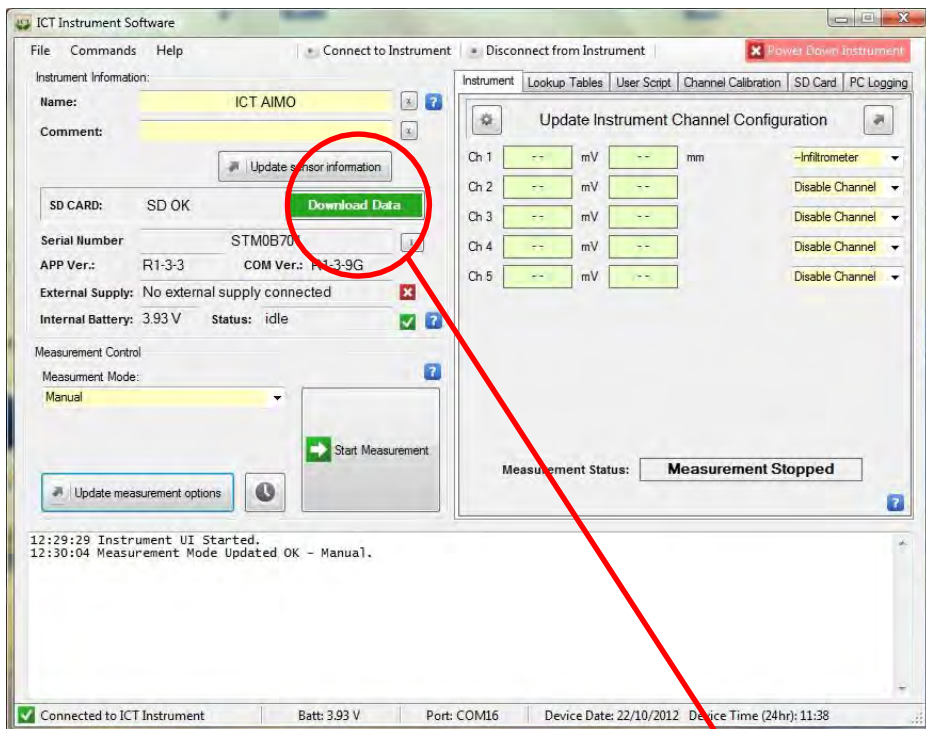 ICT Instrument Software
File Commands Help Connect to Instrument Disconnect from Instrument Power Down Instrument
Instrument Information:
Name: ICT AIMO
Comment:
Update sensor information
SD CARD: SD OK Download Data
Serial Number STM0B701
APP Ver.: R1-3-3 COM Ver.: R1-3-9G
External Supply: No external supply connected
Internal Battery: 3.93 V Status: idle
Measurement Control
Measurment Mode:
Manual
Start Measurement
Update measurement options
Instrument Lookup Tables User Script Channel Calibration SD Card PC Logging
Update Instrument Channel Configuration
Ch 1 -- mV -- mm ~Infiltrometer
Ch 2 -- mV -- Disable Channel
Ch 3 -- mV -- Disable Channel
Ch 4 -- mV -- Disable Channel
Ch 5 -- mV -- Disable Channel
Measurement Status: Measurement Stopped
12:29:29 Instrument UI Started.
12:30:04 Measurement Mode Updated OK - Manual.
Connected to ICT Instrument Batt: 3.93 V Port: COM16 Device Date: 22/10/2012 Device Time (24hr): 11:38